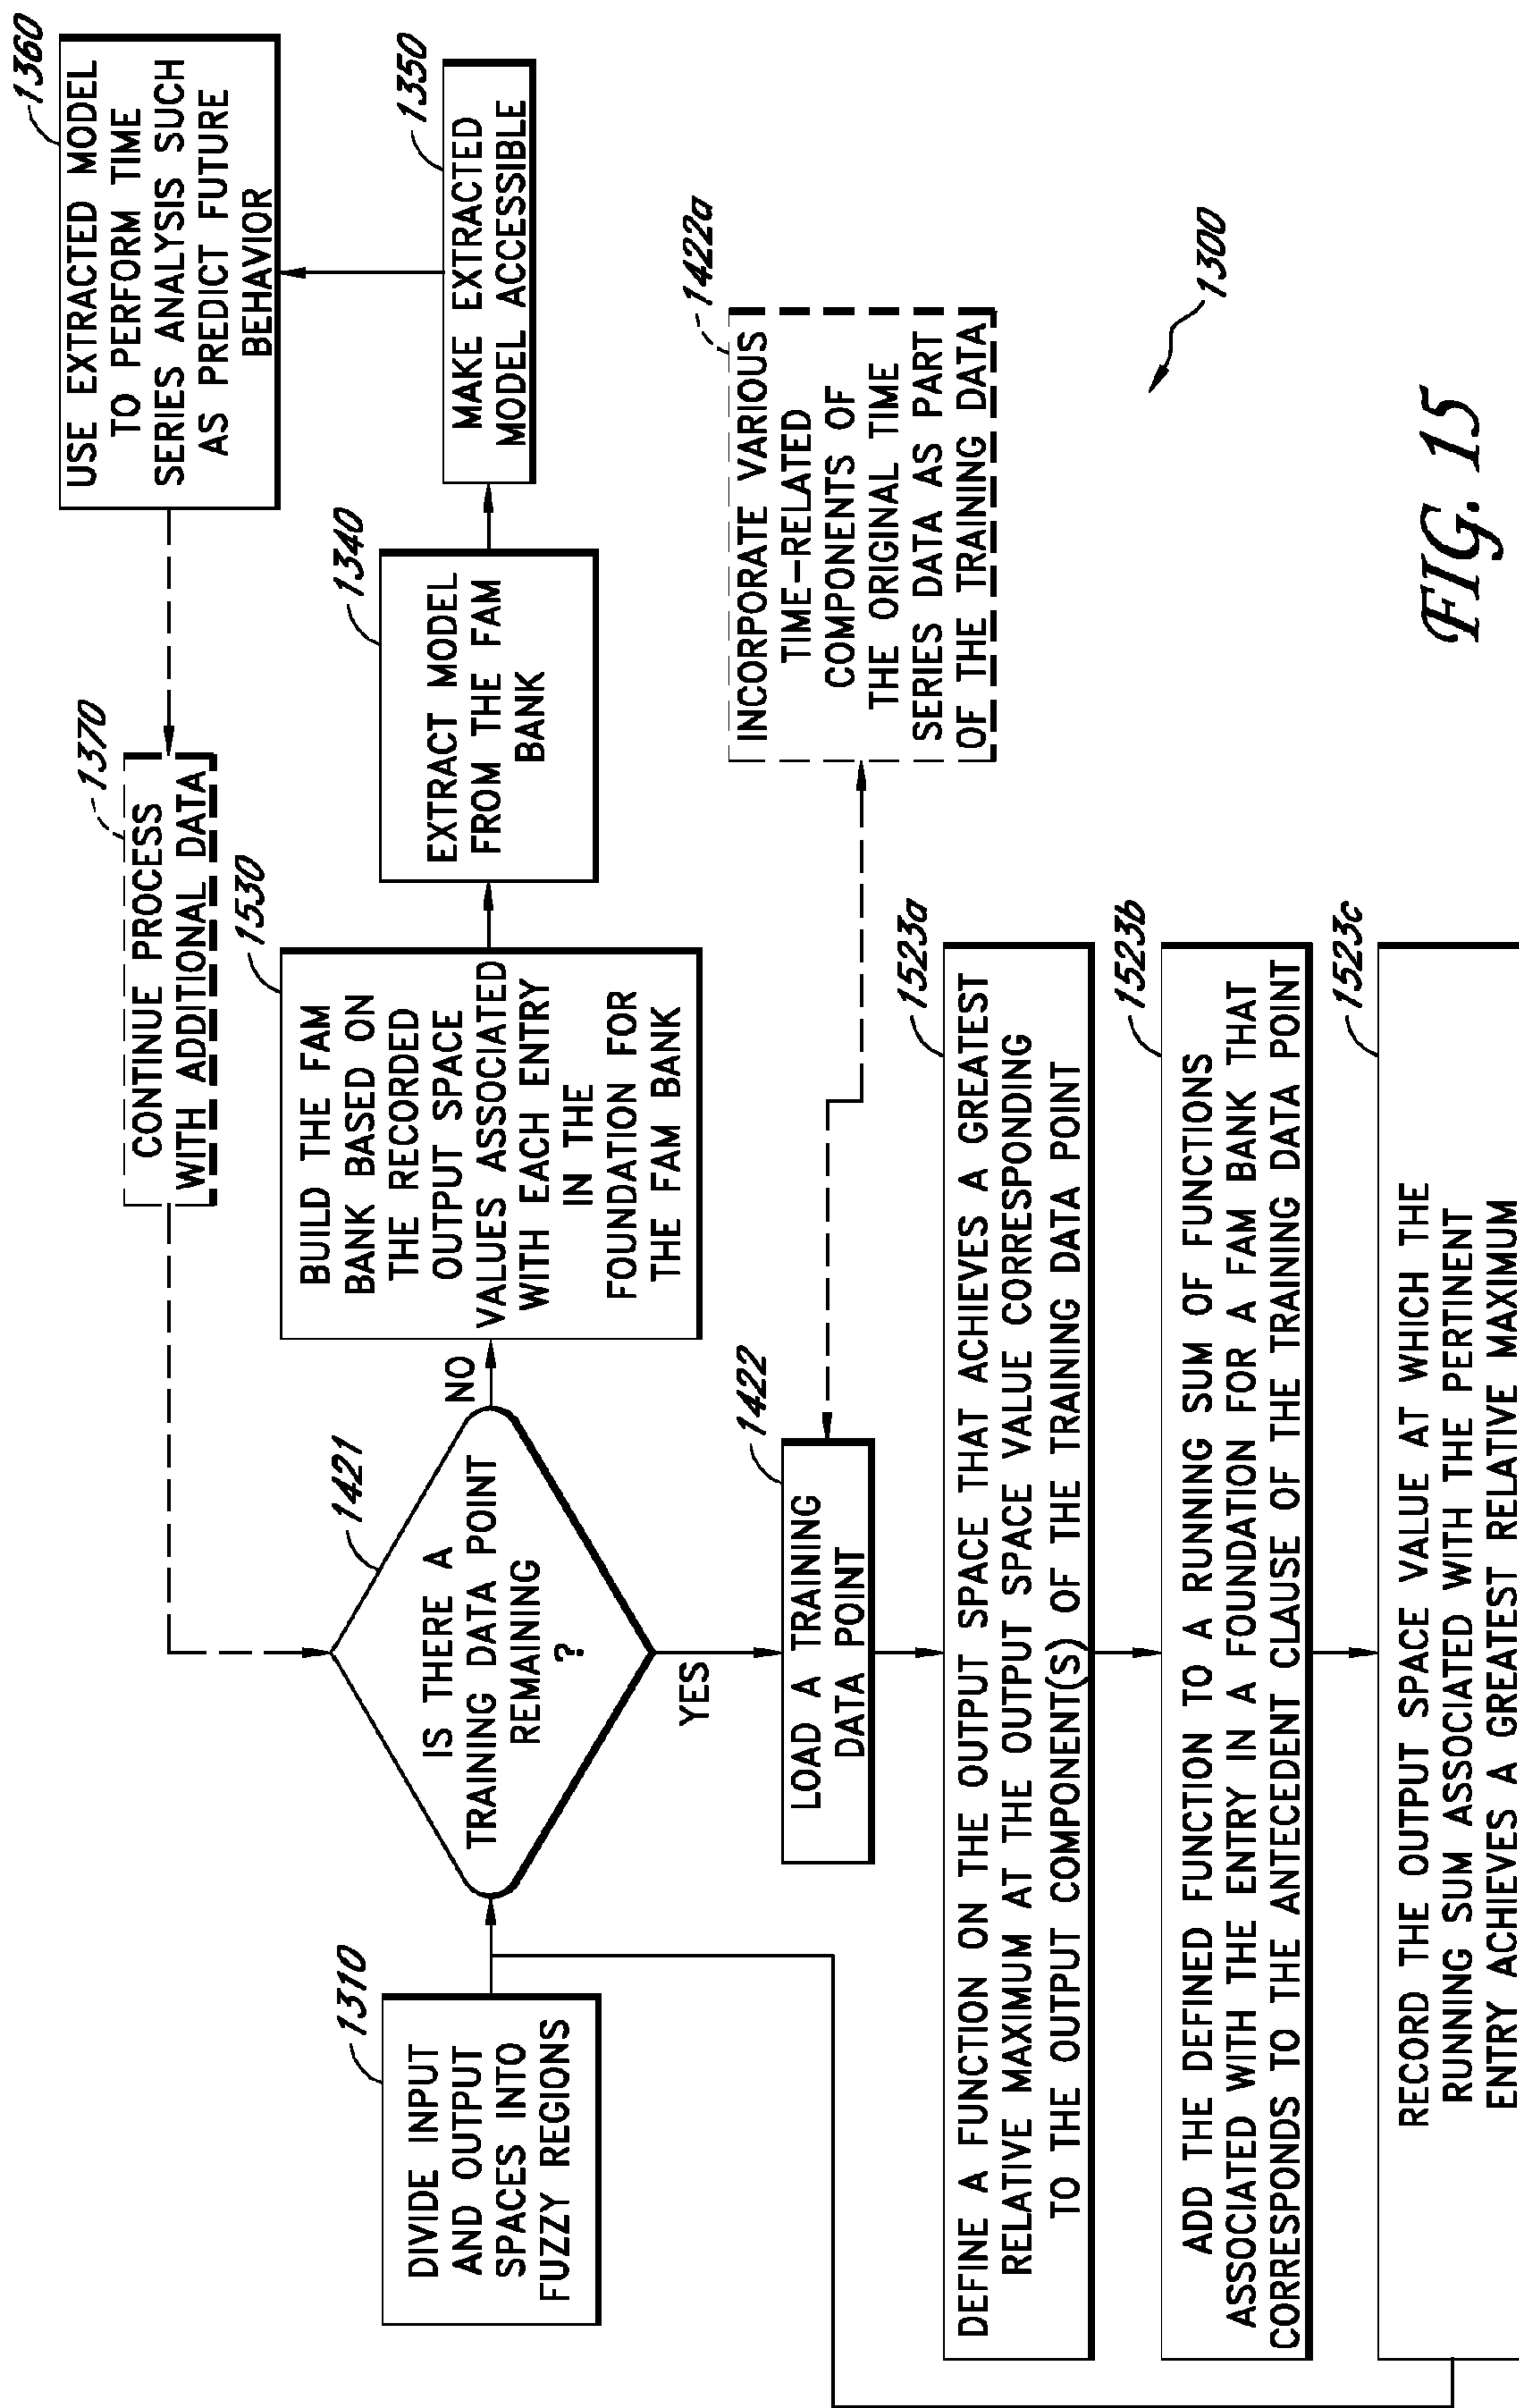 1310
DIVIDE INPUT
AND OUTPUT
SPACES INTO
FUZZY REGIONS
1421
IS THERE A
TRAINING DATA POINT
REMAINING
?
NO
YES
1370
CONTINUE PROCESS
WITH ADDITIONAL DATA
1530
BUILD THE FAM
BANK BASED ON
THE RECORDED
OUTPUT SPACE
VALUES ASSOCIATED
WITH EACH ENTRY
IN THE
FOUNDATION FOR
THE FAM BANK
1340
EXTRACT MODEL
FROM THE FAM
BANK
1350
MAKE EXTRACTED
MODEL ACCESSIBLE
1360
USE EXTRACTED MODEL
TO PERFORM TIME
SERIES ANALYSIS SUCH
AS PREDICT FUTURE
BEHAVIOR
1422
LOAD A TRAINING
DATA POINT
1422a
INCORPORATE VARIOUS
TIME-RELATED
COMPONENTS OF
THE ORIGINAL TIME
SERIES DATA AS PART
OF THE TRAINING DATA
1523a
DEFINE A FUNCTION ON THE OUTPUT SPACE THAT ACHIEVES A GREATEST
RELATIVE MAXIMUM AT THE OUTPUT SPACE VALUE CORRESPONDING
TO THE OUTPUT COMPONENT(S) OF THE TRAINING DATA POINT
1523b
ADD THE DEFINED FUNCTION TO A RUNNING SUM OF FUNCTIONS
ASSOCIATED WITH THE ENTRY IN A FOUNDATION FOR A FAM BANK THAT
CORRESPONDS TO THE ANTECEDENT CLAUSE OF THE TRAINING DATA POINT
1523c
RECORD THE OUTPUT SPACE VALUE AT WHICH THE
RUNNING SUM ASSOCIATED WITH THE PERTINENT
ENTRY ACHIEVES A GREATEST RELATIVE MAXIMUM
1300
FIG. 15